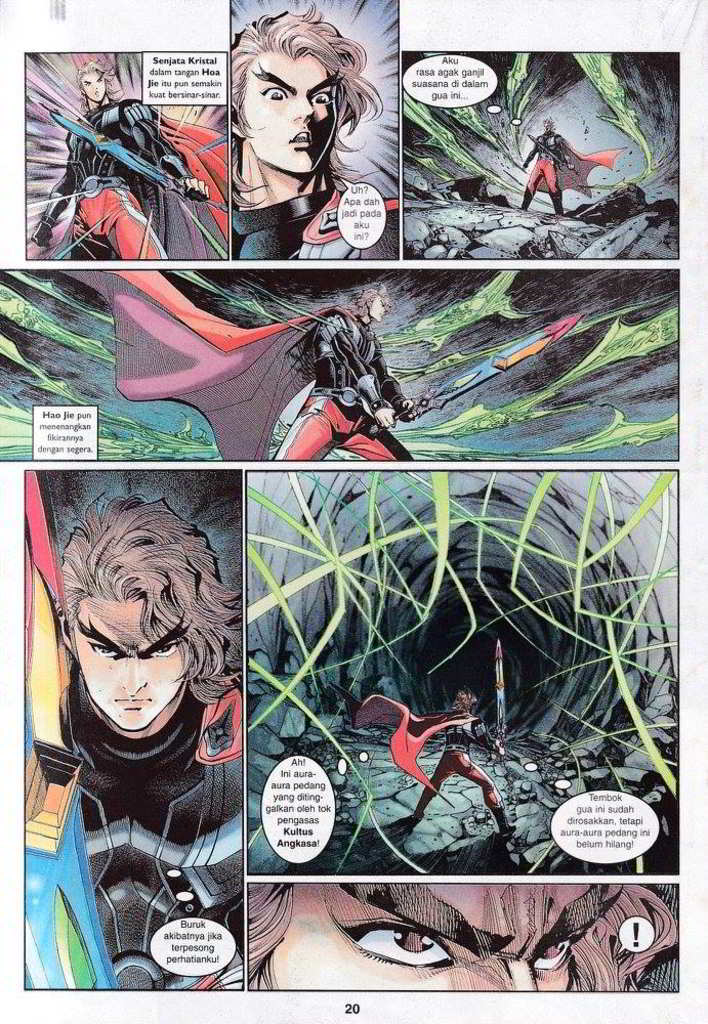 Senjata Kristal
dalam tangan Hoa
Jie itu pun semakin
kuat bersinar-sinar.
Uh?
Apa dah
jadi pada
aku
ini?
Aku
rasa agak ganjil
suasana di dalam
gua ini...
Hao Jie pun
menenangkan
fikirannya
dengan segera.
Buruk
akibatnya jika
terpesong
perhatianku!
Ah!
Ini aura-
aura pedang
yang diting-
galkan oleh tok
pengasas
Kultus
Angkasa!
Tembok
gua ini sudah
dirosakkan, tetapi
aura-aura pedang ini
belum hilang!
!
20